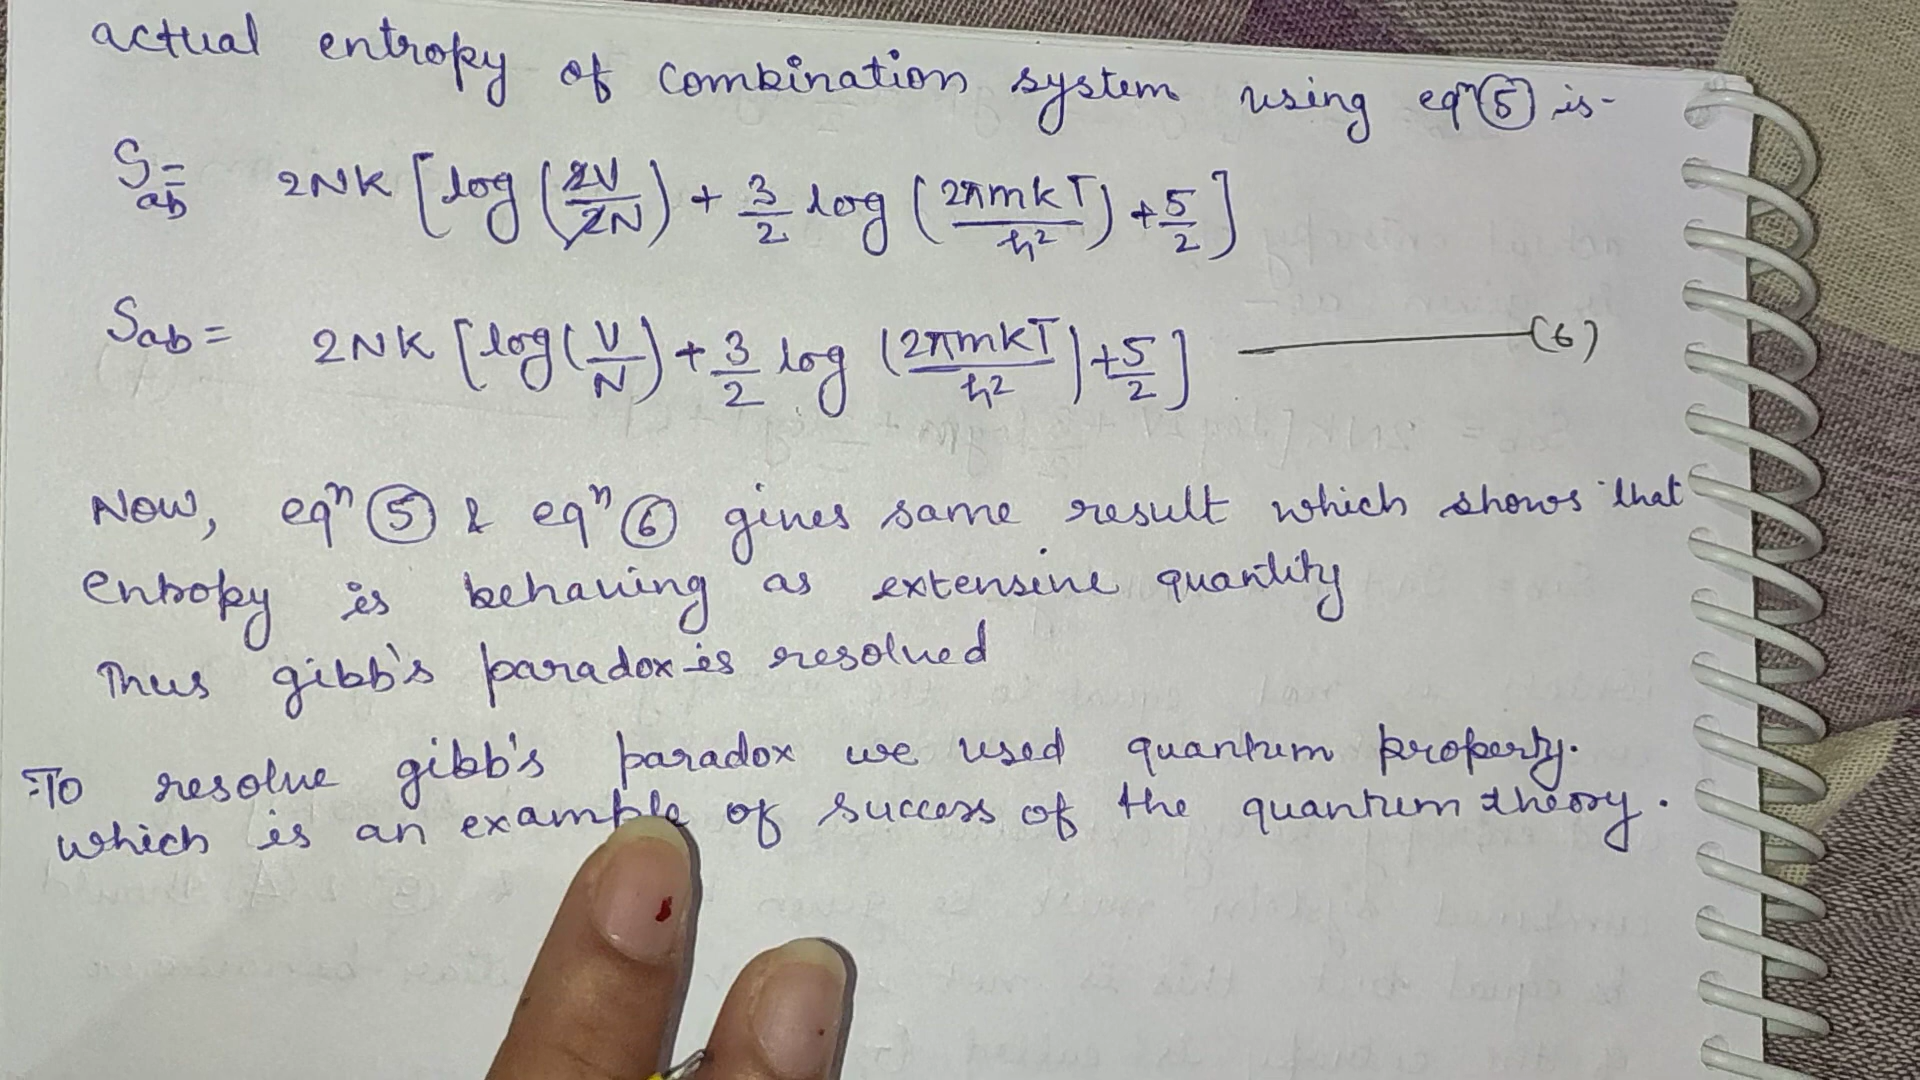 actual entropy of combination system using eqⁿ⑤ is-
S_ab = 2NK [log (2V/2N) + 3/2 log (2πmkT/h²) + 5/2]
S_ab = 2NK [log (V/N) + 3/2 log (2πmKT/h²) + 5/2] ——— (6)
Now, eqⁿ ⑤ & eqⁿ ⑥ gives same result which shows that
entropy is behaving as extensive quantity
Thus gibb's paradox is resolved
To resolve gibb's paradox we used quantum property.
which is an example of success of the quantum theory.